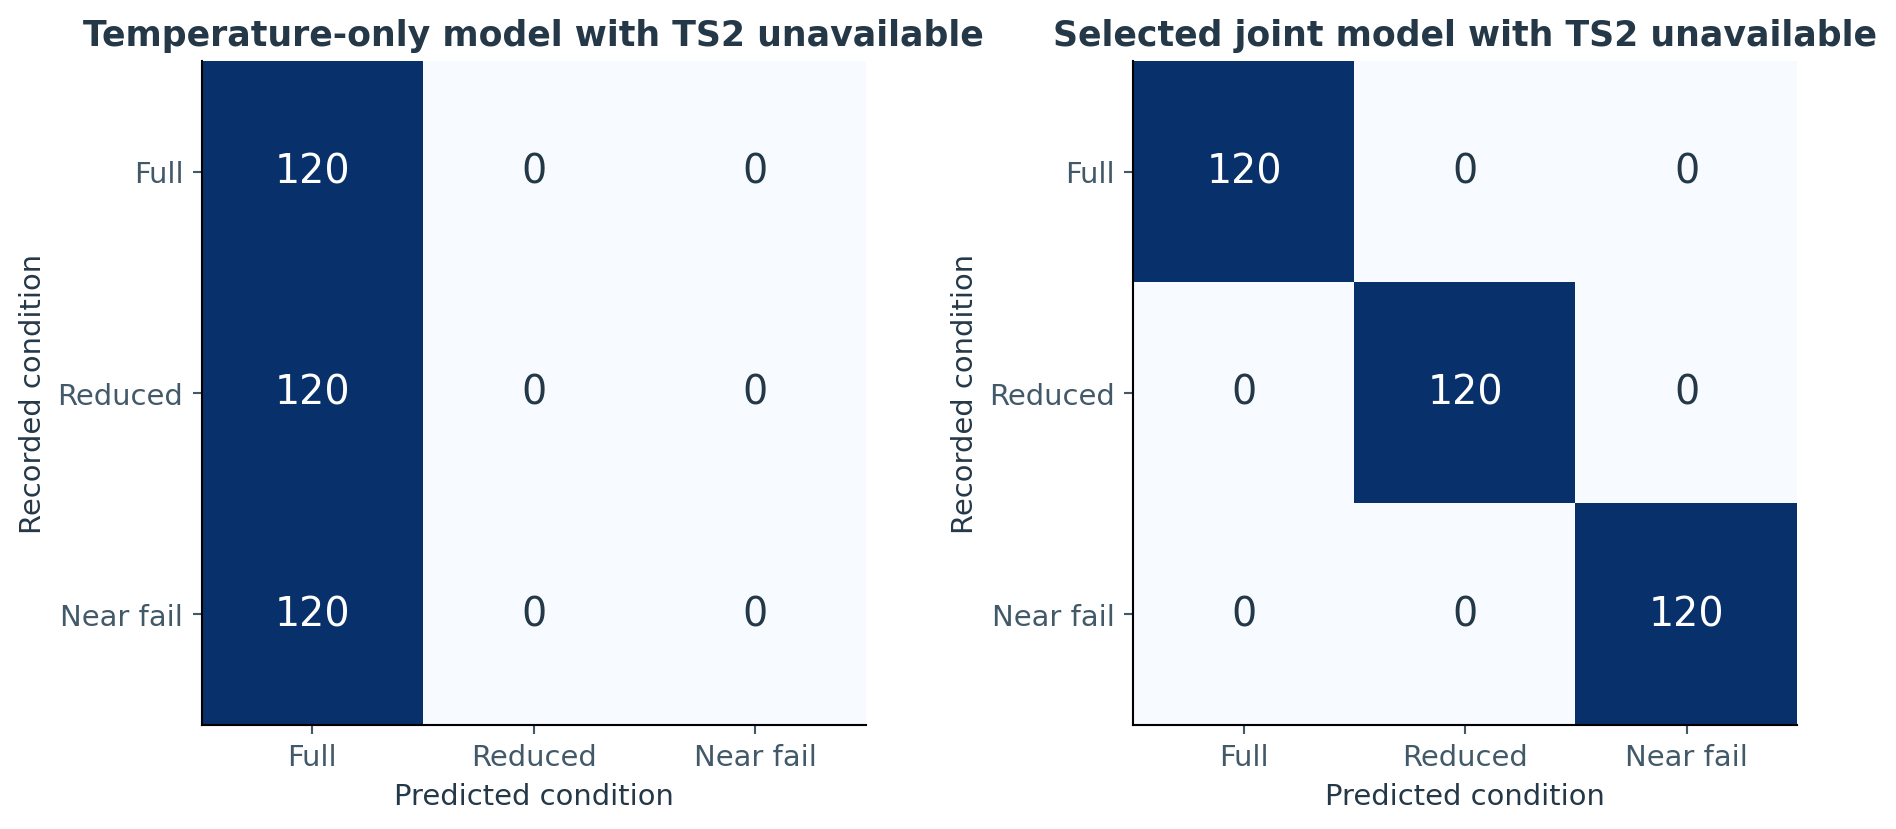 Temperature-only model with TS2 unavailable
Recorded condition
Full 120 0 0
Reduced 120 0 0
Near fail 120 0 0
Full Reduced Near fail
Predicted condition
Selected joint model with TS2 unavailable
Recorded condition
Full 120 0 0
Reduced 0 120 0
Near fail 0 0 120
Full Reduced Near fail
Predicted condition